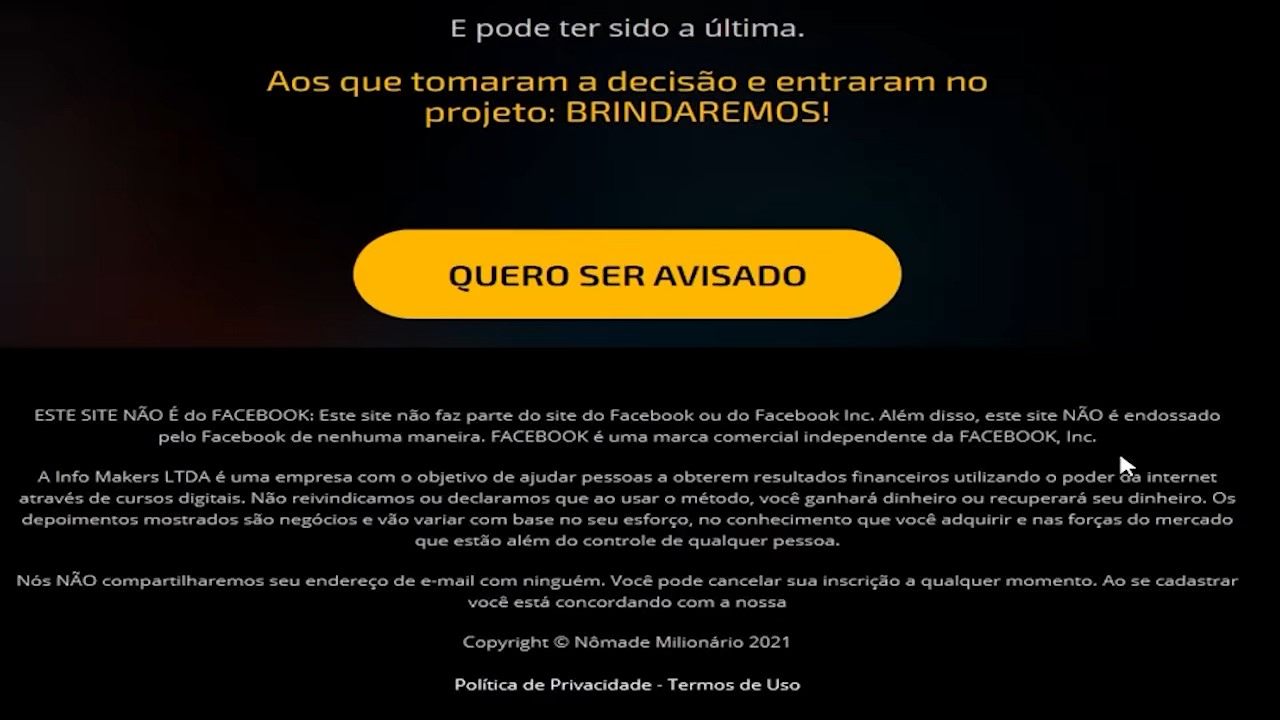 E pode ter sido a última.
Aos que tomaram a decisão e entraram no
projeto: BRINDAREMOS!
QUERO SER AVISADO
ESTE SITE NÃO É do FACEBOOK: Este site não faz parte do site do Facebook ou do Facebook Inc. Além disso, este site NÃO é endossado
pelo Facebook de nenhuma maneira. FACEBOOK é uma marca comercial independente da FACEBOOK, Inc.
A Info Makers LTDA é uma empresa com o objetivo de ajudar pessoas a obterem resultados financeiros utilizando o poder da internet
através de cursos digitais. Não reivindicamos ou declaramos que ao usar o método, você ganhará dinheiro ou recuperará seu dinheiro. Os
depoimentos mostrados são negócios e vão variar com base no seu esforço, no conhecimento que você adquirir e nas forças do mercado
que estão além do controle de qualquer pessoa.
Nós NÃO compartilharemos seu endereço de e-mail com ninguém. Você pode cancelar sua inscrição a qualquer momento. Ao se cadastrar
você está concordando com a nossa
Copyright © Nômade Milionário 2021
Política de Privacidade - Termos de Uso